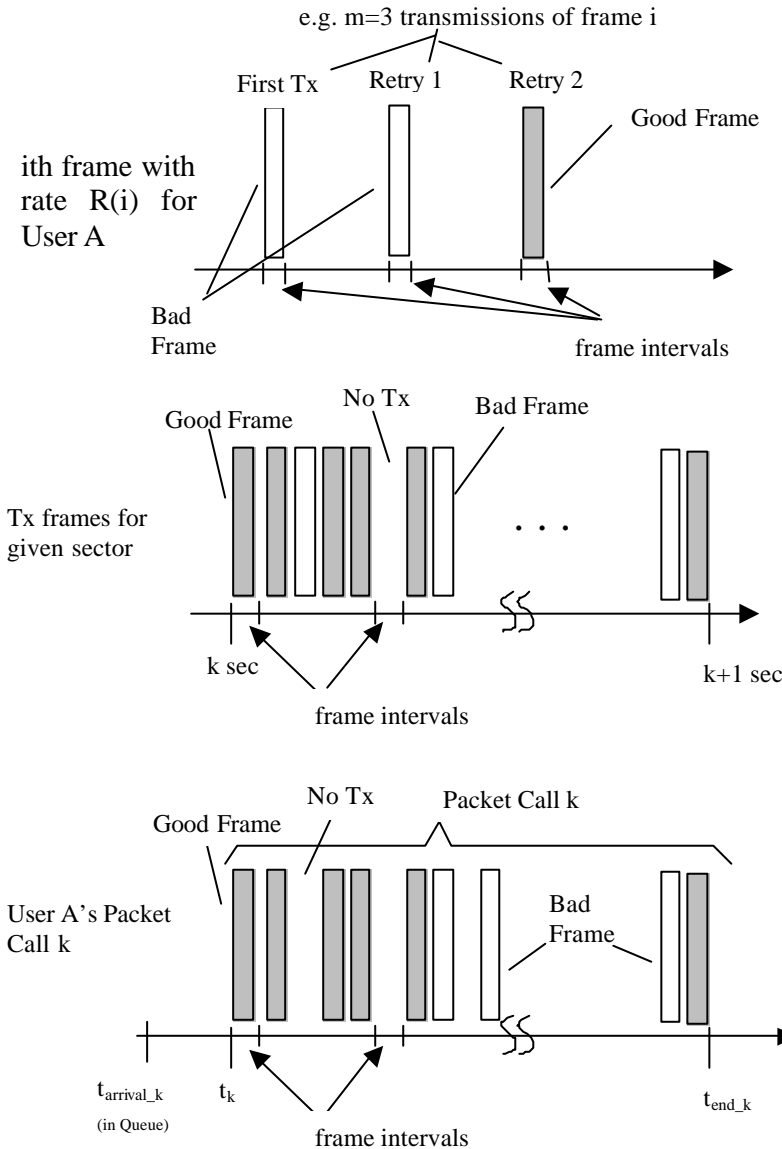 e.g. m=3 transmissions of frame i
First Tx Retry 1 Retry 2
Good Frame
ith frame with
rate R(i) for
User A
Bad
Frame
frame intervals
No Tx
Good Frame
Bad Frame
Tx frames for
given sector
. . .
k sec
k+1 sec
frame intervals
No Tx
Packet Call k
Good Frame
User A's Packet
Call k
Bad
Frame
t_arrival_k
(in Queue)
t_k
t_end_k
frame intervals